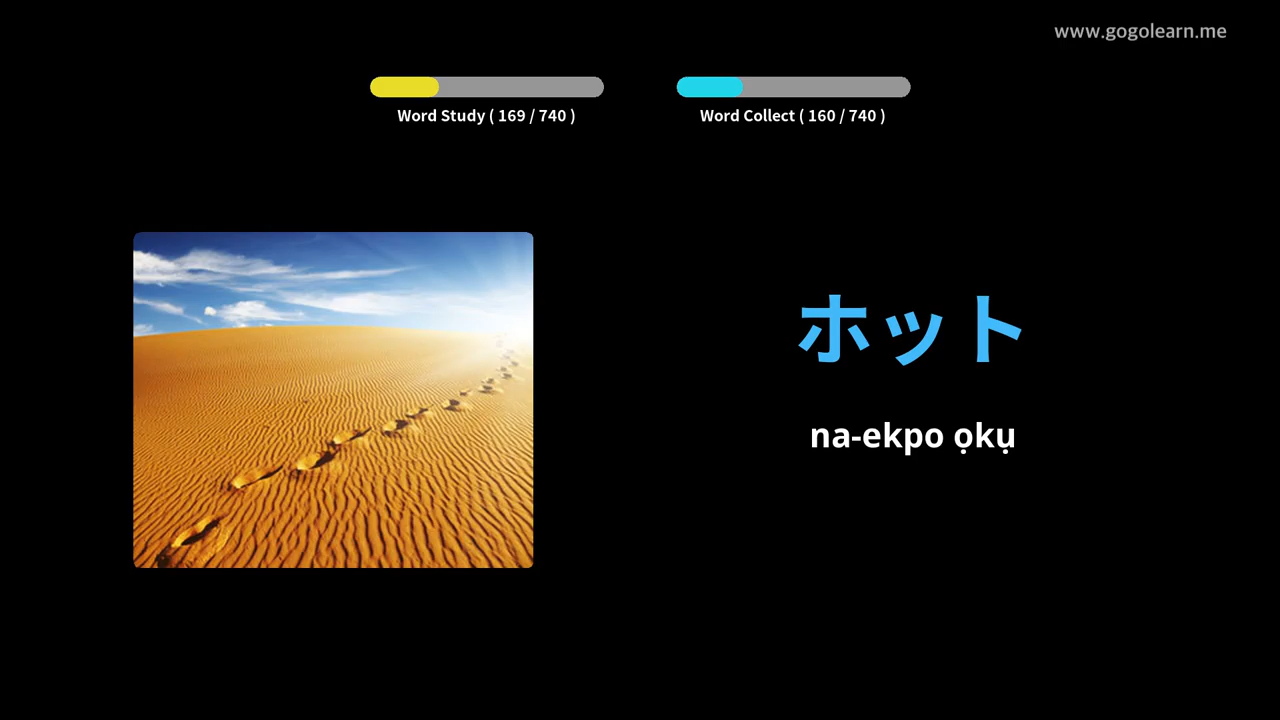 www.gogolearn.me
Word Study ( 169 / 740 )
Word Collect ( 160 / 740 )
ホット
na-ekpo ọkụ